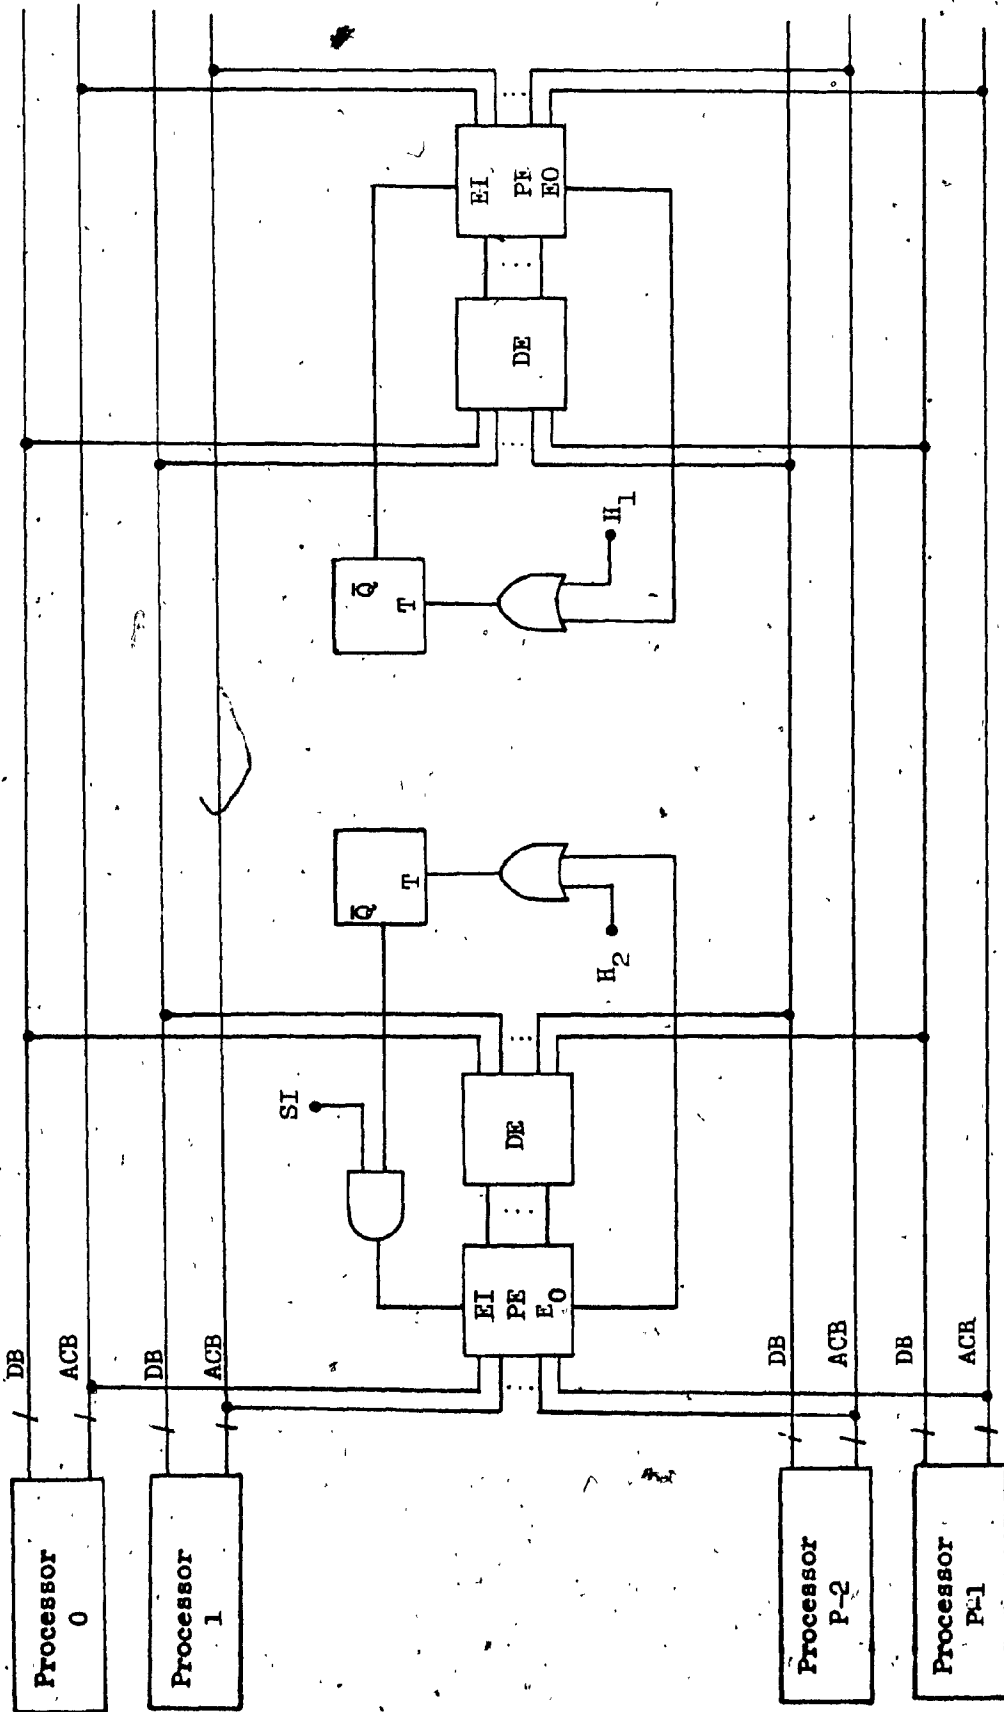 Processor
0
DB
ACB
Processor
1
DB
ACB
Processor
P-2
DB
ACB
Processor
P-1
DB
ACB
EI
PE
E0
DE
SI
Q̅
T
H2
Q̅
T
H1
DE
EI
PE
EO